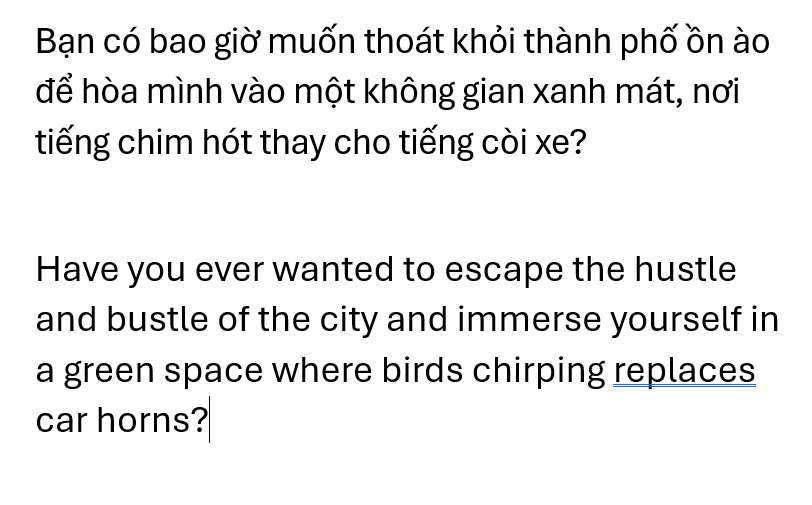 Bạn có bao giờ muốn thoát khỏi thành phố ồn ào
để hòa mình vào một không gian xanh mát, nơi
tiếng chim hót thay cho tiếng còi xe?
Have you ever wanted to escape the hustle
and bustle of the city and immerse yourself in
a green space where birds chirping replaces
car horns?